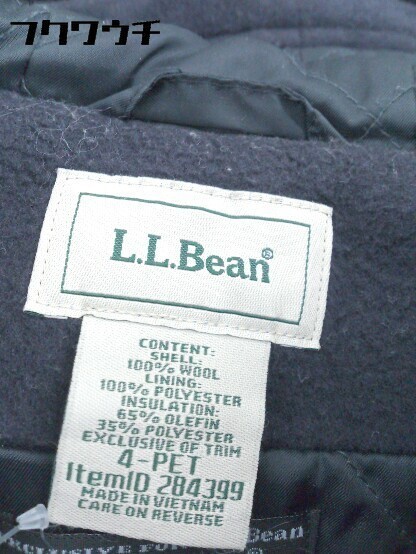 フクワウチ
L.L.Bean®
CONTENT:
SHELL:
100% WOOL
LINING:
100% POLYESTER
INSULATION:
65% OLEFIN
35% POLYESTER
EXCLUSIVE OF TRIM
4-PET
ItemID 284399
MADE IN VIETNAM
CARE ON REVERSE
Bean